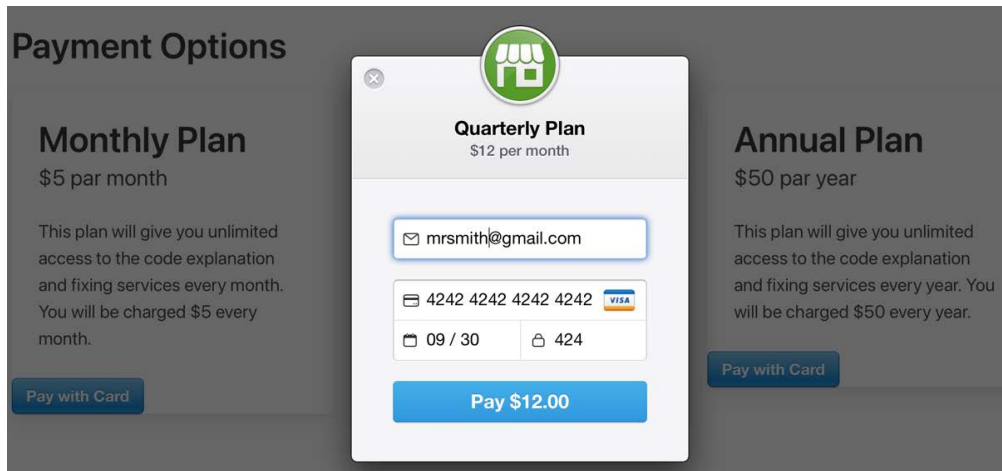 Payment Options
Monthly Plan
$5 par month
This plan will give you unlimited
access to the code explanation
and fixing services every month.
You will be charged $5 every
month.
Pay with Card
Quarterly Plan
$12 per month
mrsmith@gmail.com
4242 4242 4242 4242 VISA
09 / 30 424
Pay $12.00
Annual Plan
$50 par year
This plan will give you unlimited
access to the code explanation
and fixing services every year. You
will be charged $50 every year.
Pay with Card